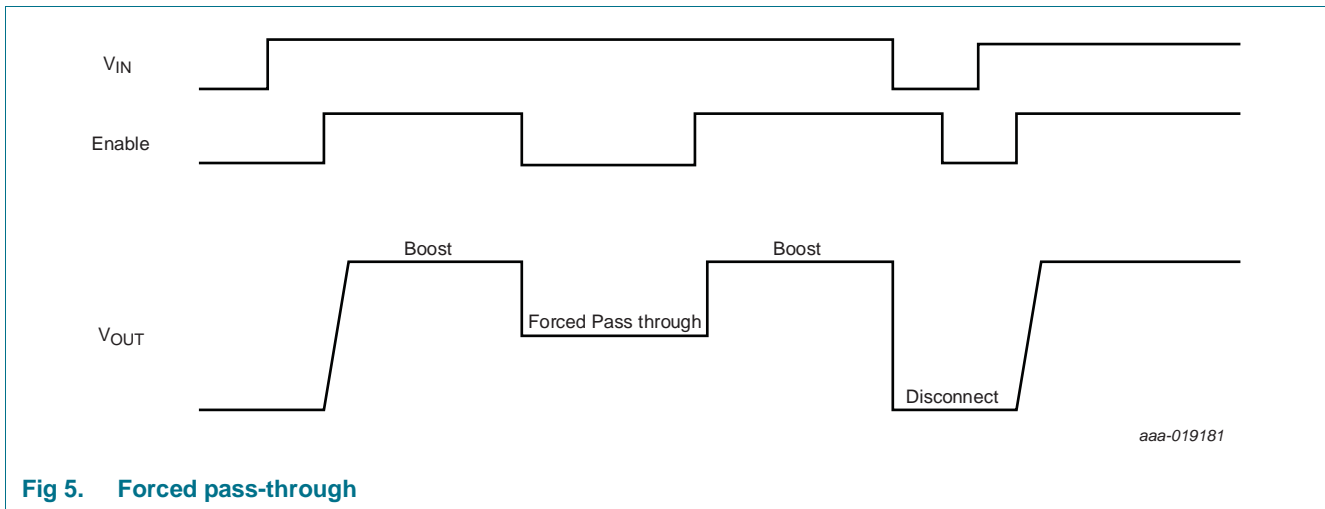 VIN
Enable
Boost
Boost
Forced Pass through
VOUT
Disconnect
aaa-019181
Fig 5. Forced pass-through